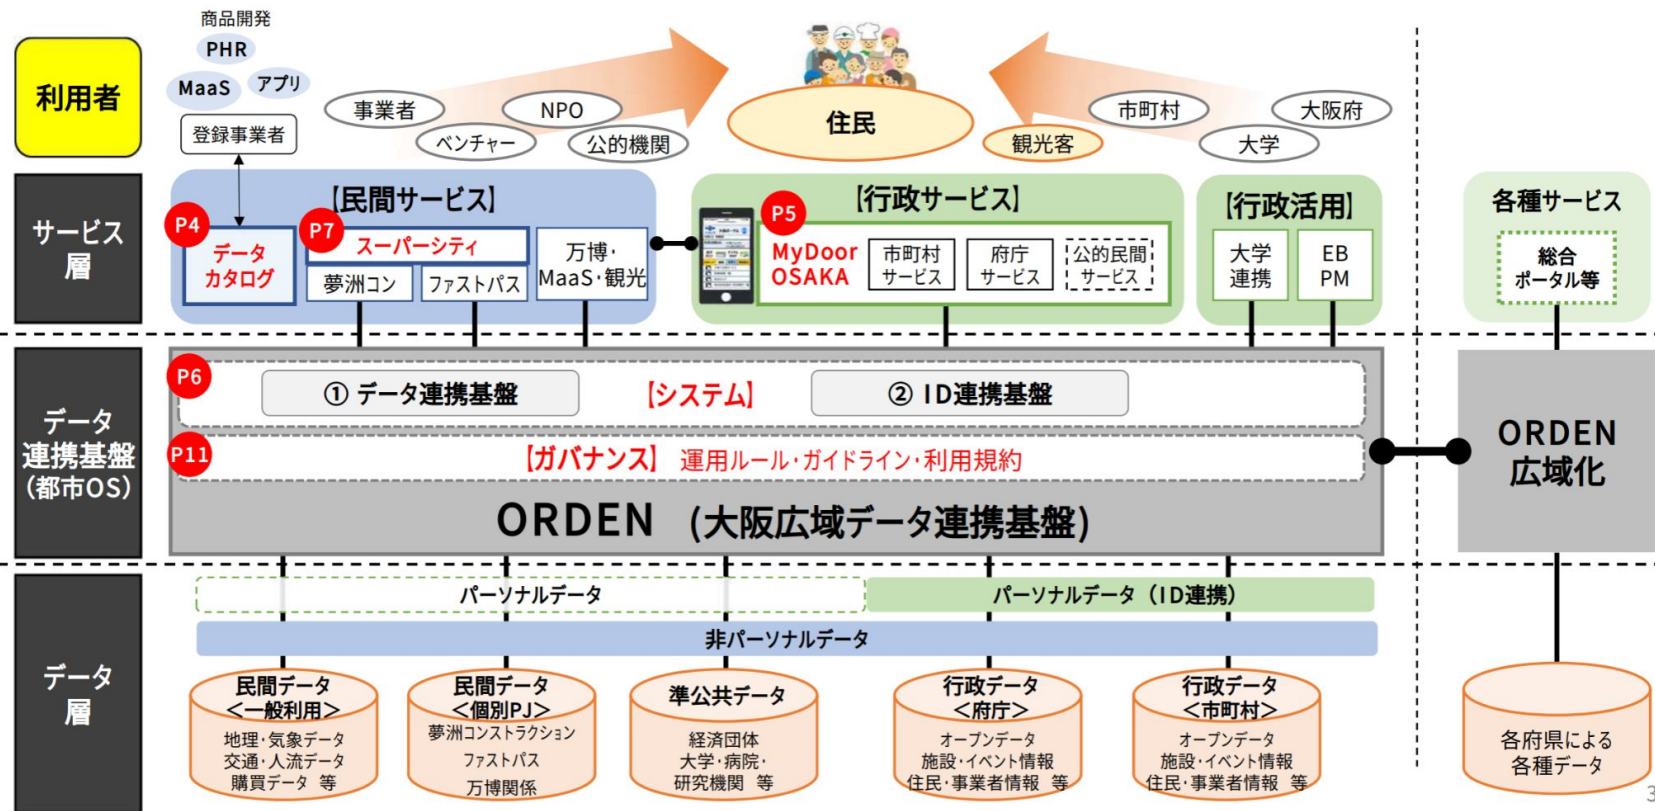 商品開発
PHR
MaaS
アプリ
登録事業者
利用者
事業者
ベンチャー
NPO
公的機関
住民
観光客
市町村
大学
大阪府
サービス
層
【民間サービス】
P4
データ
カタログ
P7
スーパーシティ
夢洲コン
ファストパス
万博・
MaaS・観光
【行政サービス】
P5
MyDoor
OSAKA
市町村
サービス
府庁
サービス
公的民間
サービス
【行政活用】
大学
連携
EB
PM
各種サービス
総合
ポータル等
データ
連携基盤
（都市OS）
P6
① データ連携基盤
【システム】
② ID連携基盤
P11
【ガバナンス】 運用ルール・ガイドライン・利用規約
ORDEN (大阪広域データ連携基盤)
ORDEN
広域化
データ
層
パーソナルデータ
パーソナルデータ（ID連携）
非パーソナルデータ
民間データ
＜一般利用＞
地理・気象データ
交通・人流データ
購買データ 等
民間データ
＜個別PJ＞
夢洲コンストラクション
ファストパス
万博関係
準公共データ
経済団体
大学・病院・
研究機関 等
行政データ
＜府庁＞
オープンデータ
施設・イベント情報
住民・事業者情報 等
行政データ
＜市町村＞
オープンデータ
施設・イベント情報
住民・事業者情報 等
各府県による
各種データ
3